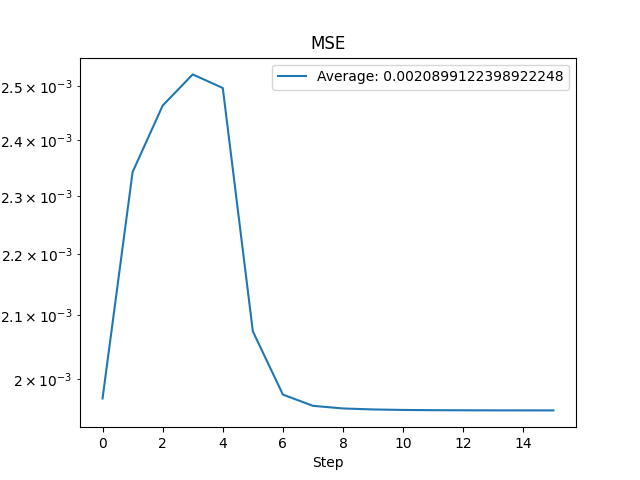 MSE
Average: 0.0020899122398922248
2.5 × 10⁻³
2.4 × 10⁻³
2.3 × 10⁻³
2.2 × 10⁻³
2.1 × 10⁻³
2 × 10⁻³
0 2 4 6 8 10 12 14
Step